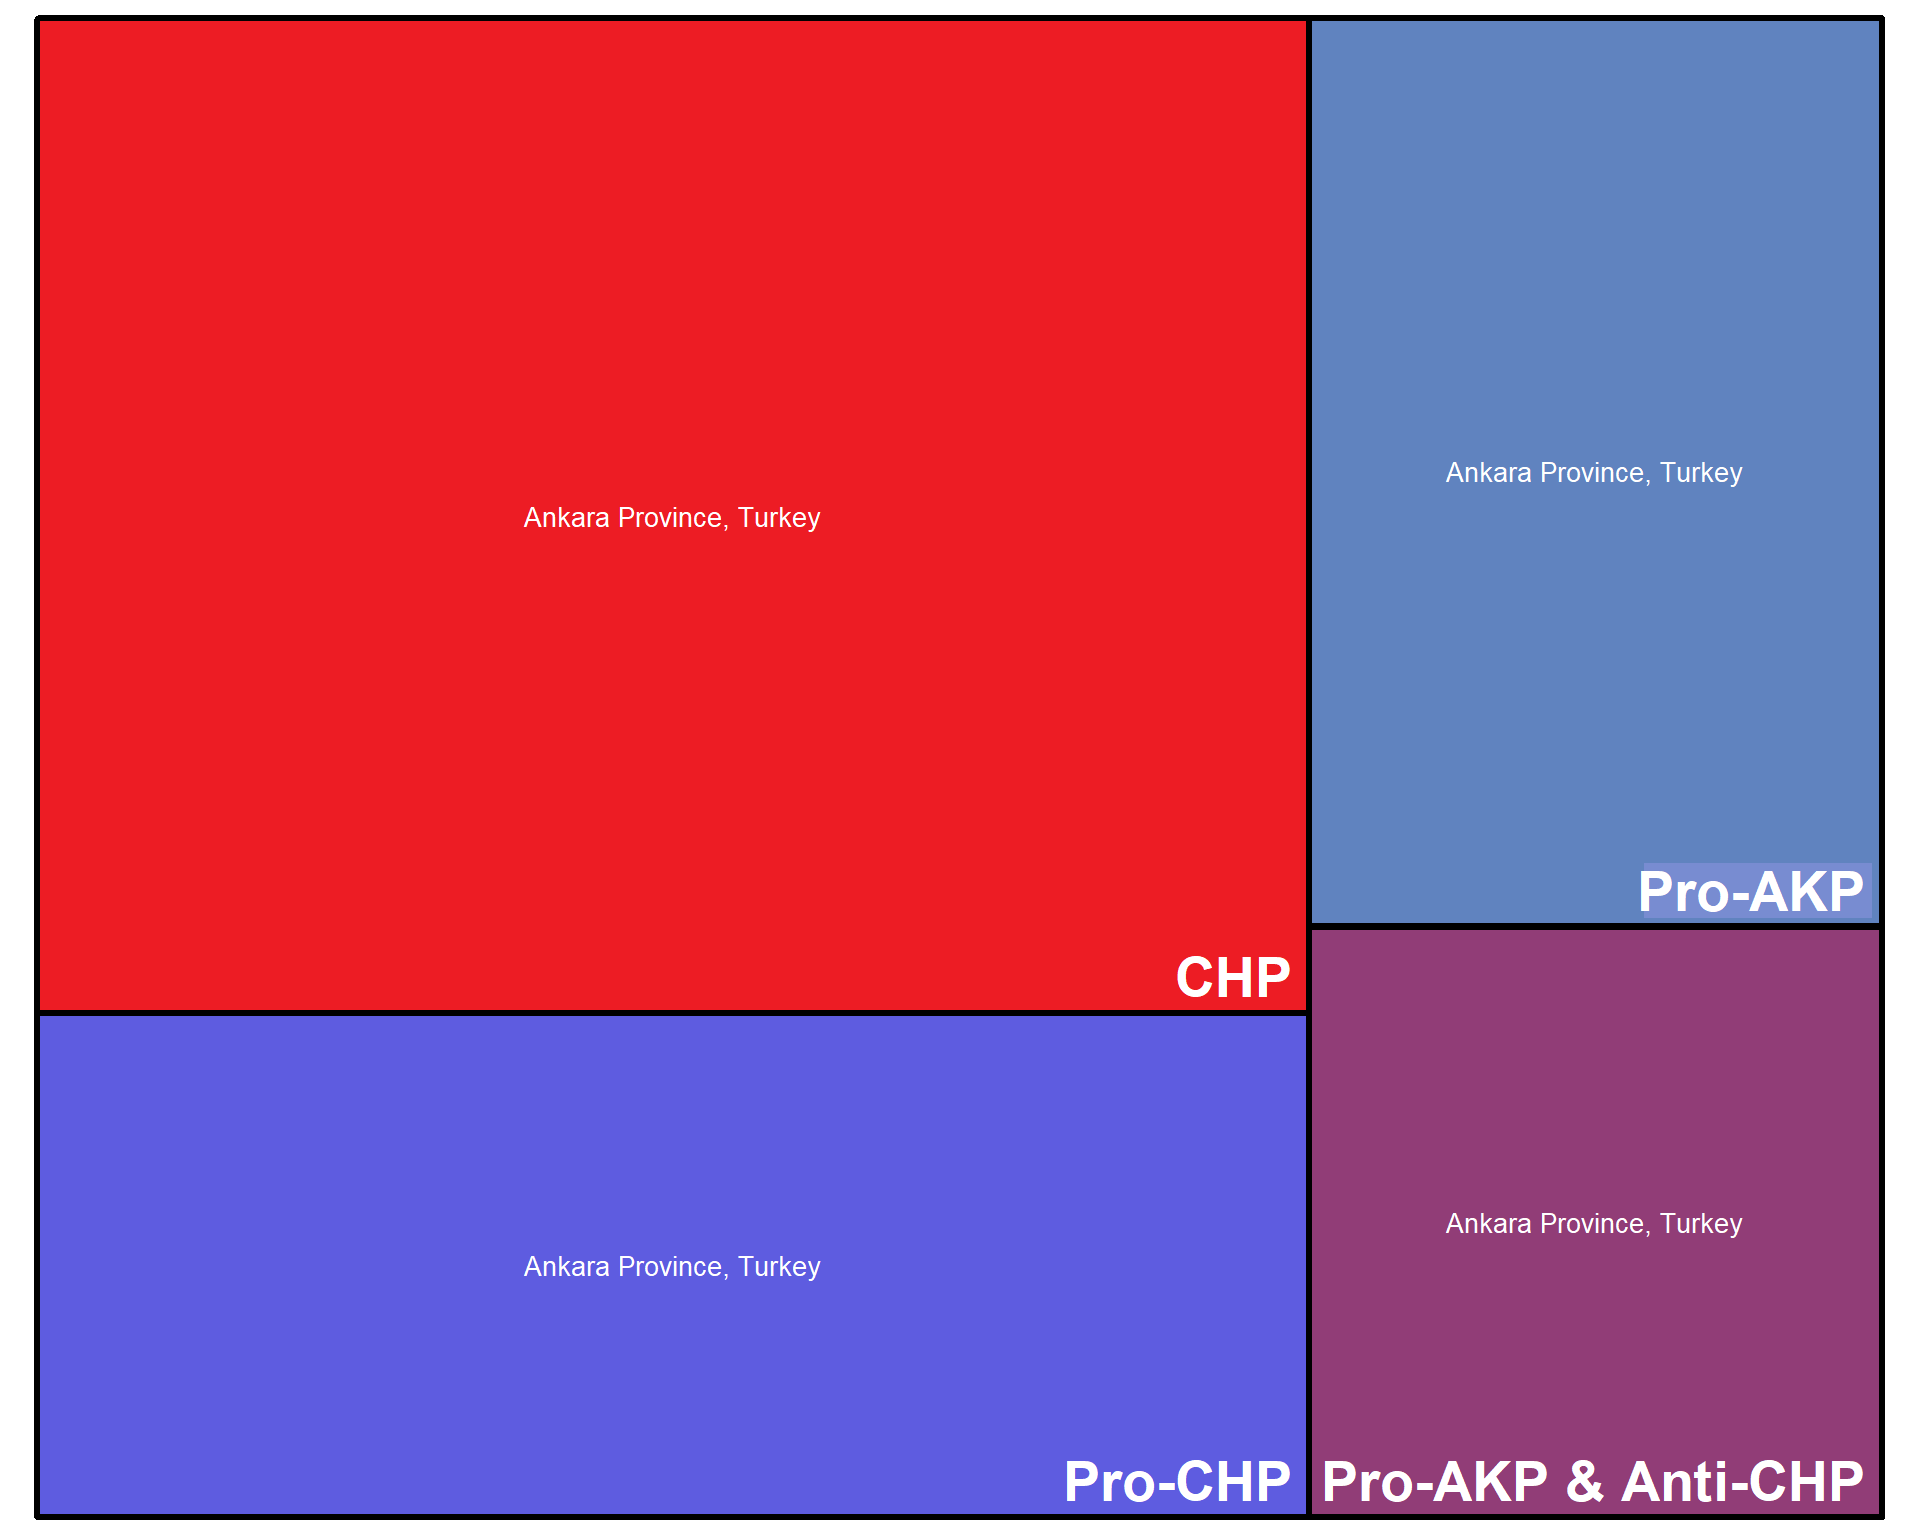 Ankara Province, Turkey
CHP
Ankara Province, Turkey
Pro-AKP
Ankara Province, Turkey
Pro-CHP
Ankara Province, Turkey
Pro-AKP & Anti-CHP